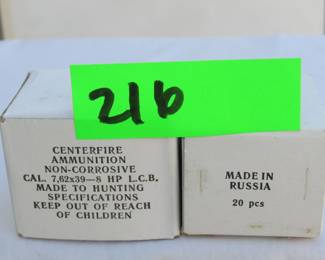 216
CENTERFIRE
AMMUNITION
NON-CORROSIVE
CAL. 7,62x39—8 HP L.C.B.
MADE TO HUNTING
SPECIFICATIONS
KEEP OUT OF REACH
OF CHILDREN
MADE IN
RUSSIA
20 pcs